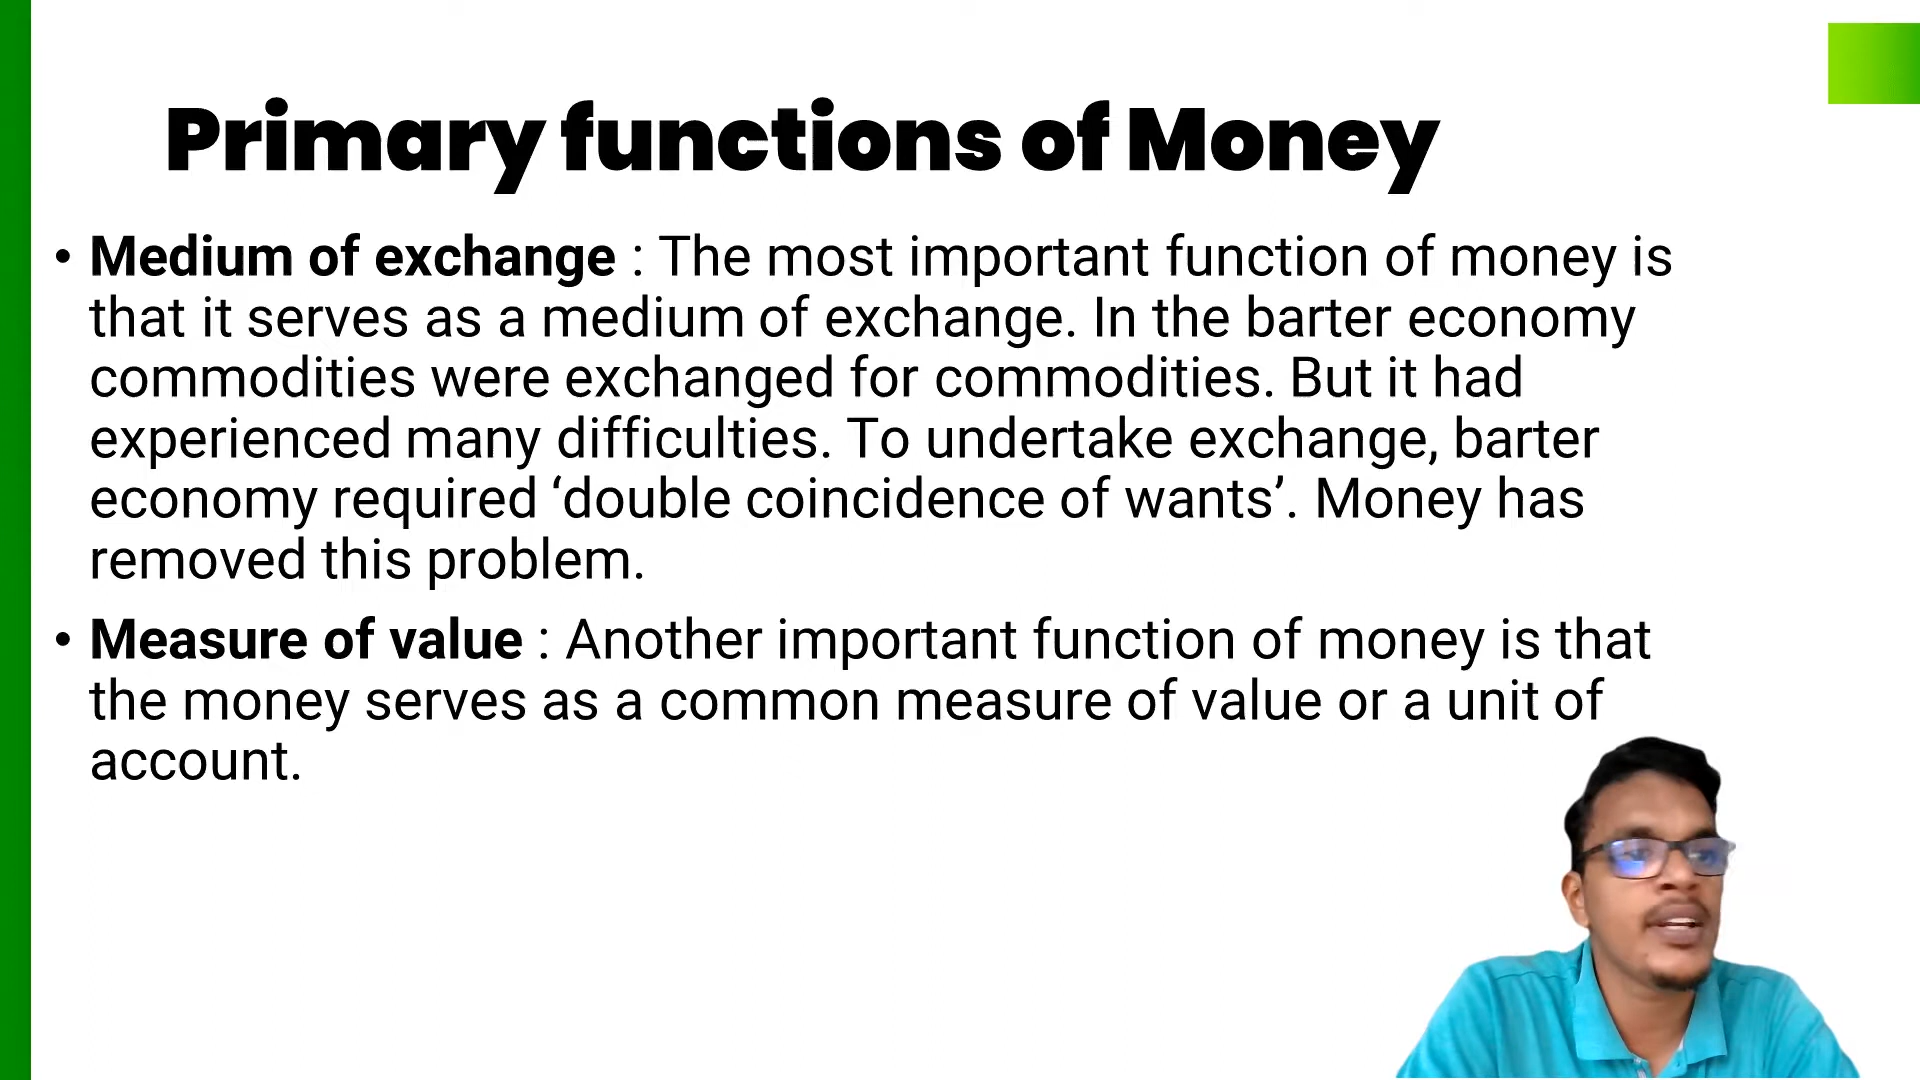 Primary functions of Money
• Medium of exchange : The most important function of money is
that it serves as a medium of exchange. In the barter economy
commodities were exchanged for commodities. But it had
experienced many difficulties. To undertake exchange, barter
economy required ‘double coincidence of wants’. Money has
removed this problem.
• Measure of value : Another important function of money is that
the money serves as a common measure of value or a unit of
account.